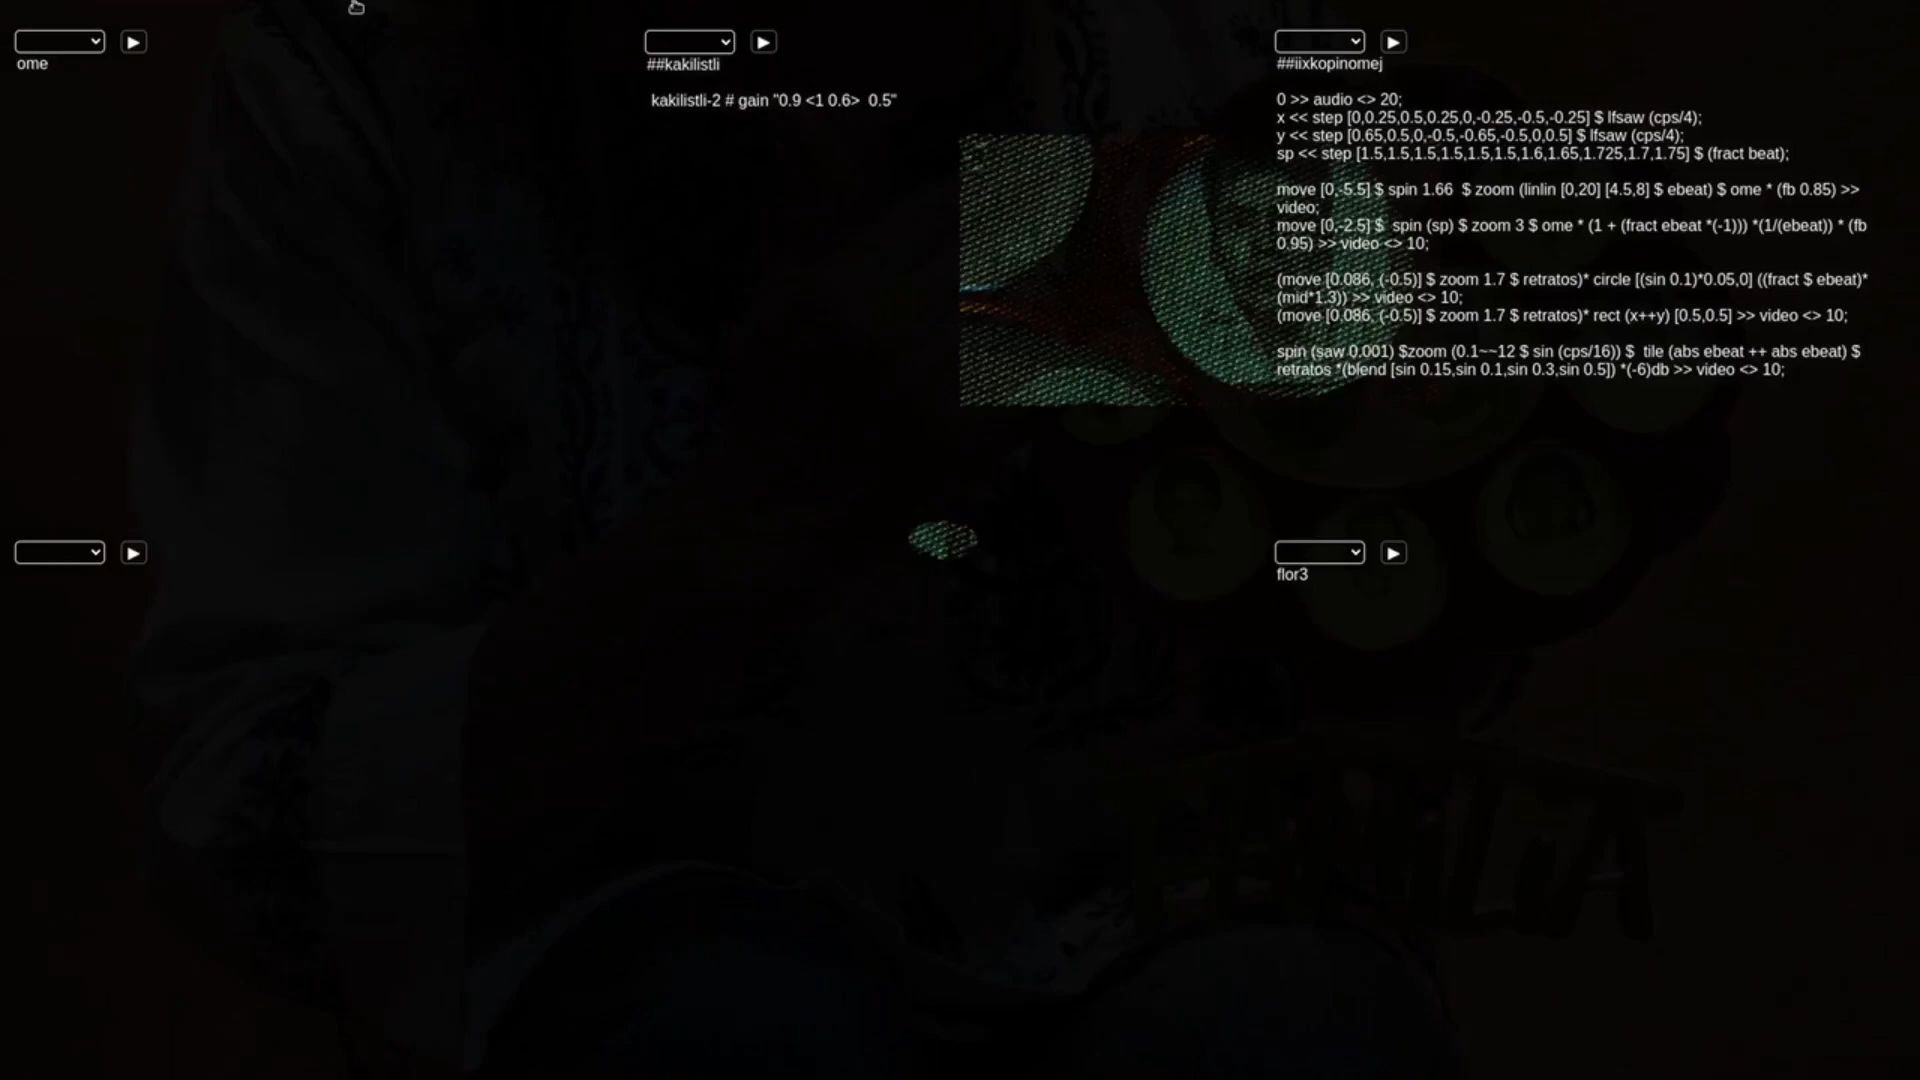 ome
##kakilistli
kakilistli-2 # gain "0.9 <1 0.6>  0.5"
##iixkopinomej
0 >> audio <> 20;
x << step [0,0.25,0.5,0.25,0,-0.25,-0.5,-0.25] $ lfsaw (cps/4);
y << step [0.65,0.5,0,-0.5,-0.65,-0.5,0,0.5] $ lfsaw (cps/4);
sp << step [1.5,1.5,1.5,1.5,1.5,1.5,1.6,1.65,1.725,1.7,1.75] $ (fract beat);
move [0,-5.5] $ spin 1.66  $ zoom (linlin [0,20] [4.5,8] $ ebeat) $ ome * (fb 0.85) >>
video;
move [0,-2.5] $  spin (sp) $ zoom 3 $ ome * (1 + (fract ebeat *(-1))) *(1/(ebeat)) * (fb
0.95) >> video <> 10;
(move [0.086, (-0.5)] $ zoom 1.7 $ retratos)* circle [(sin 0.1)*0.05,0] ((fract $ ebeat)*
(mid*1.3)) >> video <> 10;
(move [0.086, (-0.5)] $ zoom 1.7 $ retratos)* rect (x++y) [0.5,0.5] >> video <> 10;
spin (saw 0.001) $zoom (0.1~~12 $ sin (cps/16)) $  tile (abs ebeat ++ abs ebeat) $
retratos *(blend [sin 0.15,sin 0.1,sin 0.3,sin 0.5]) *(-6)db >> video <> 10;
flor3